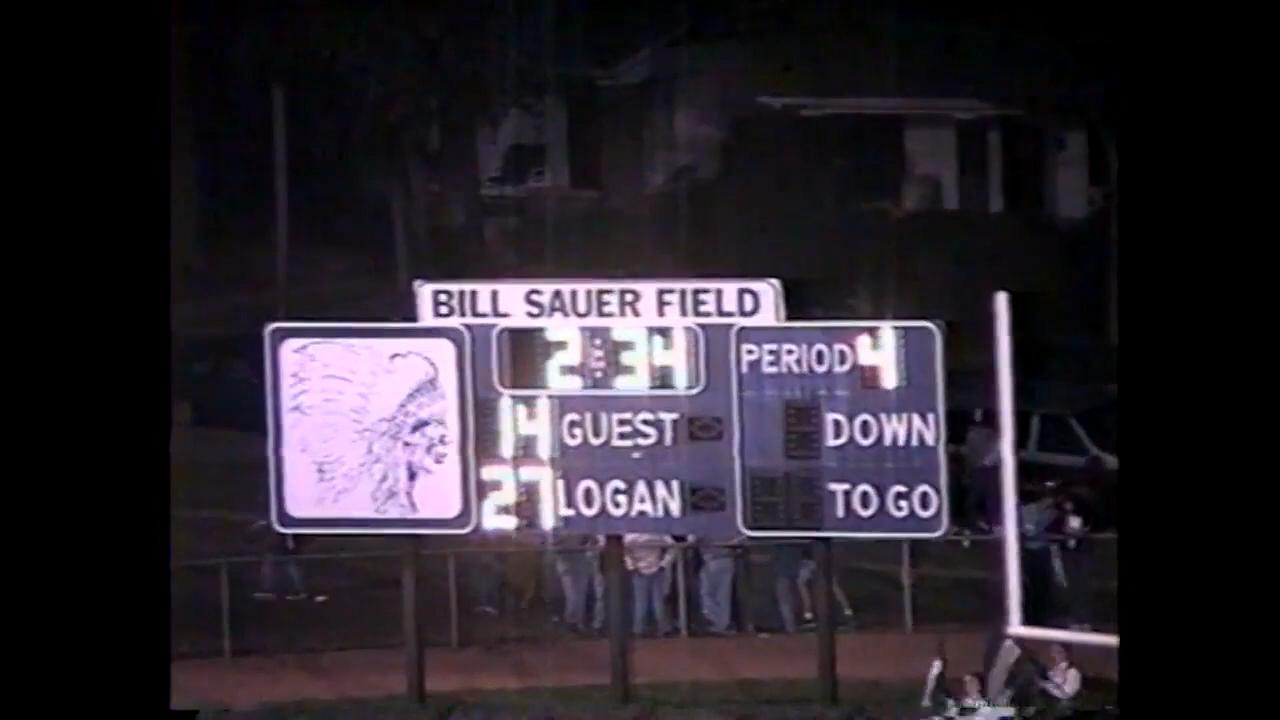 BILL SAUER FIELD
2:34
PERIOD 4
14 GUEST
DOWN
27 LOGAN
TO GO